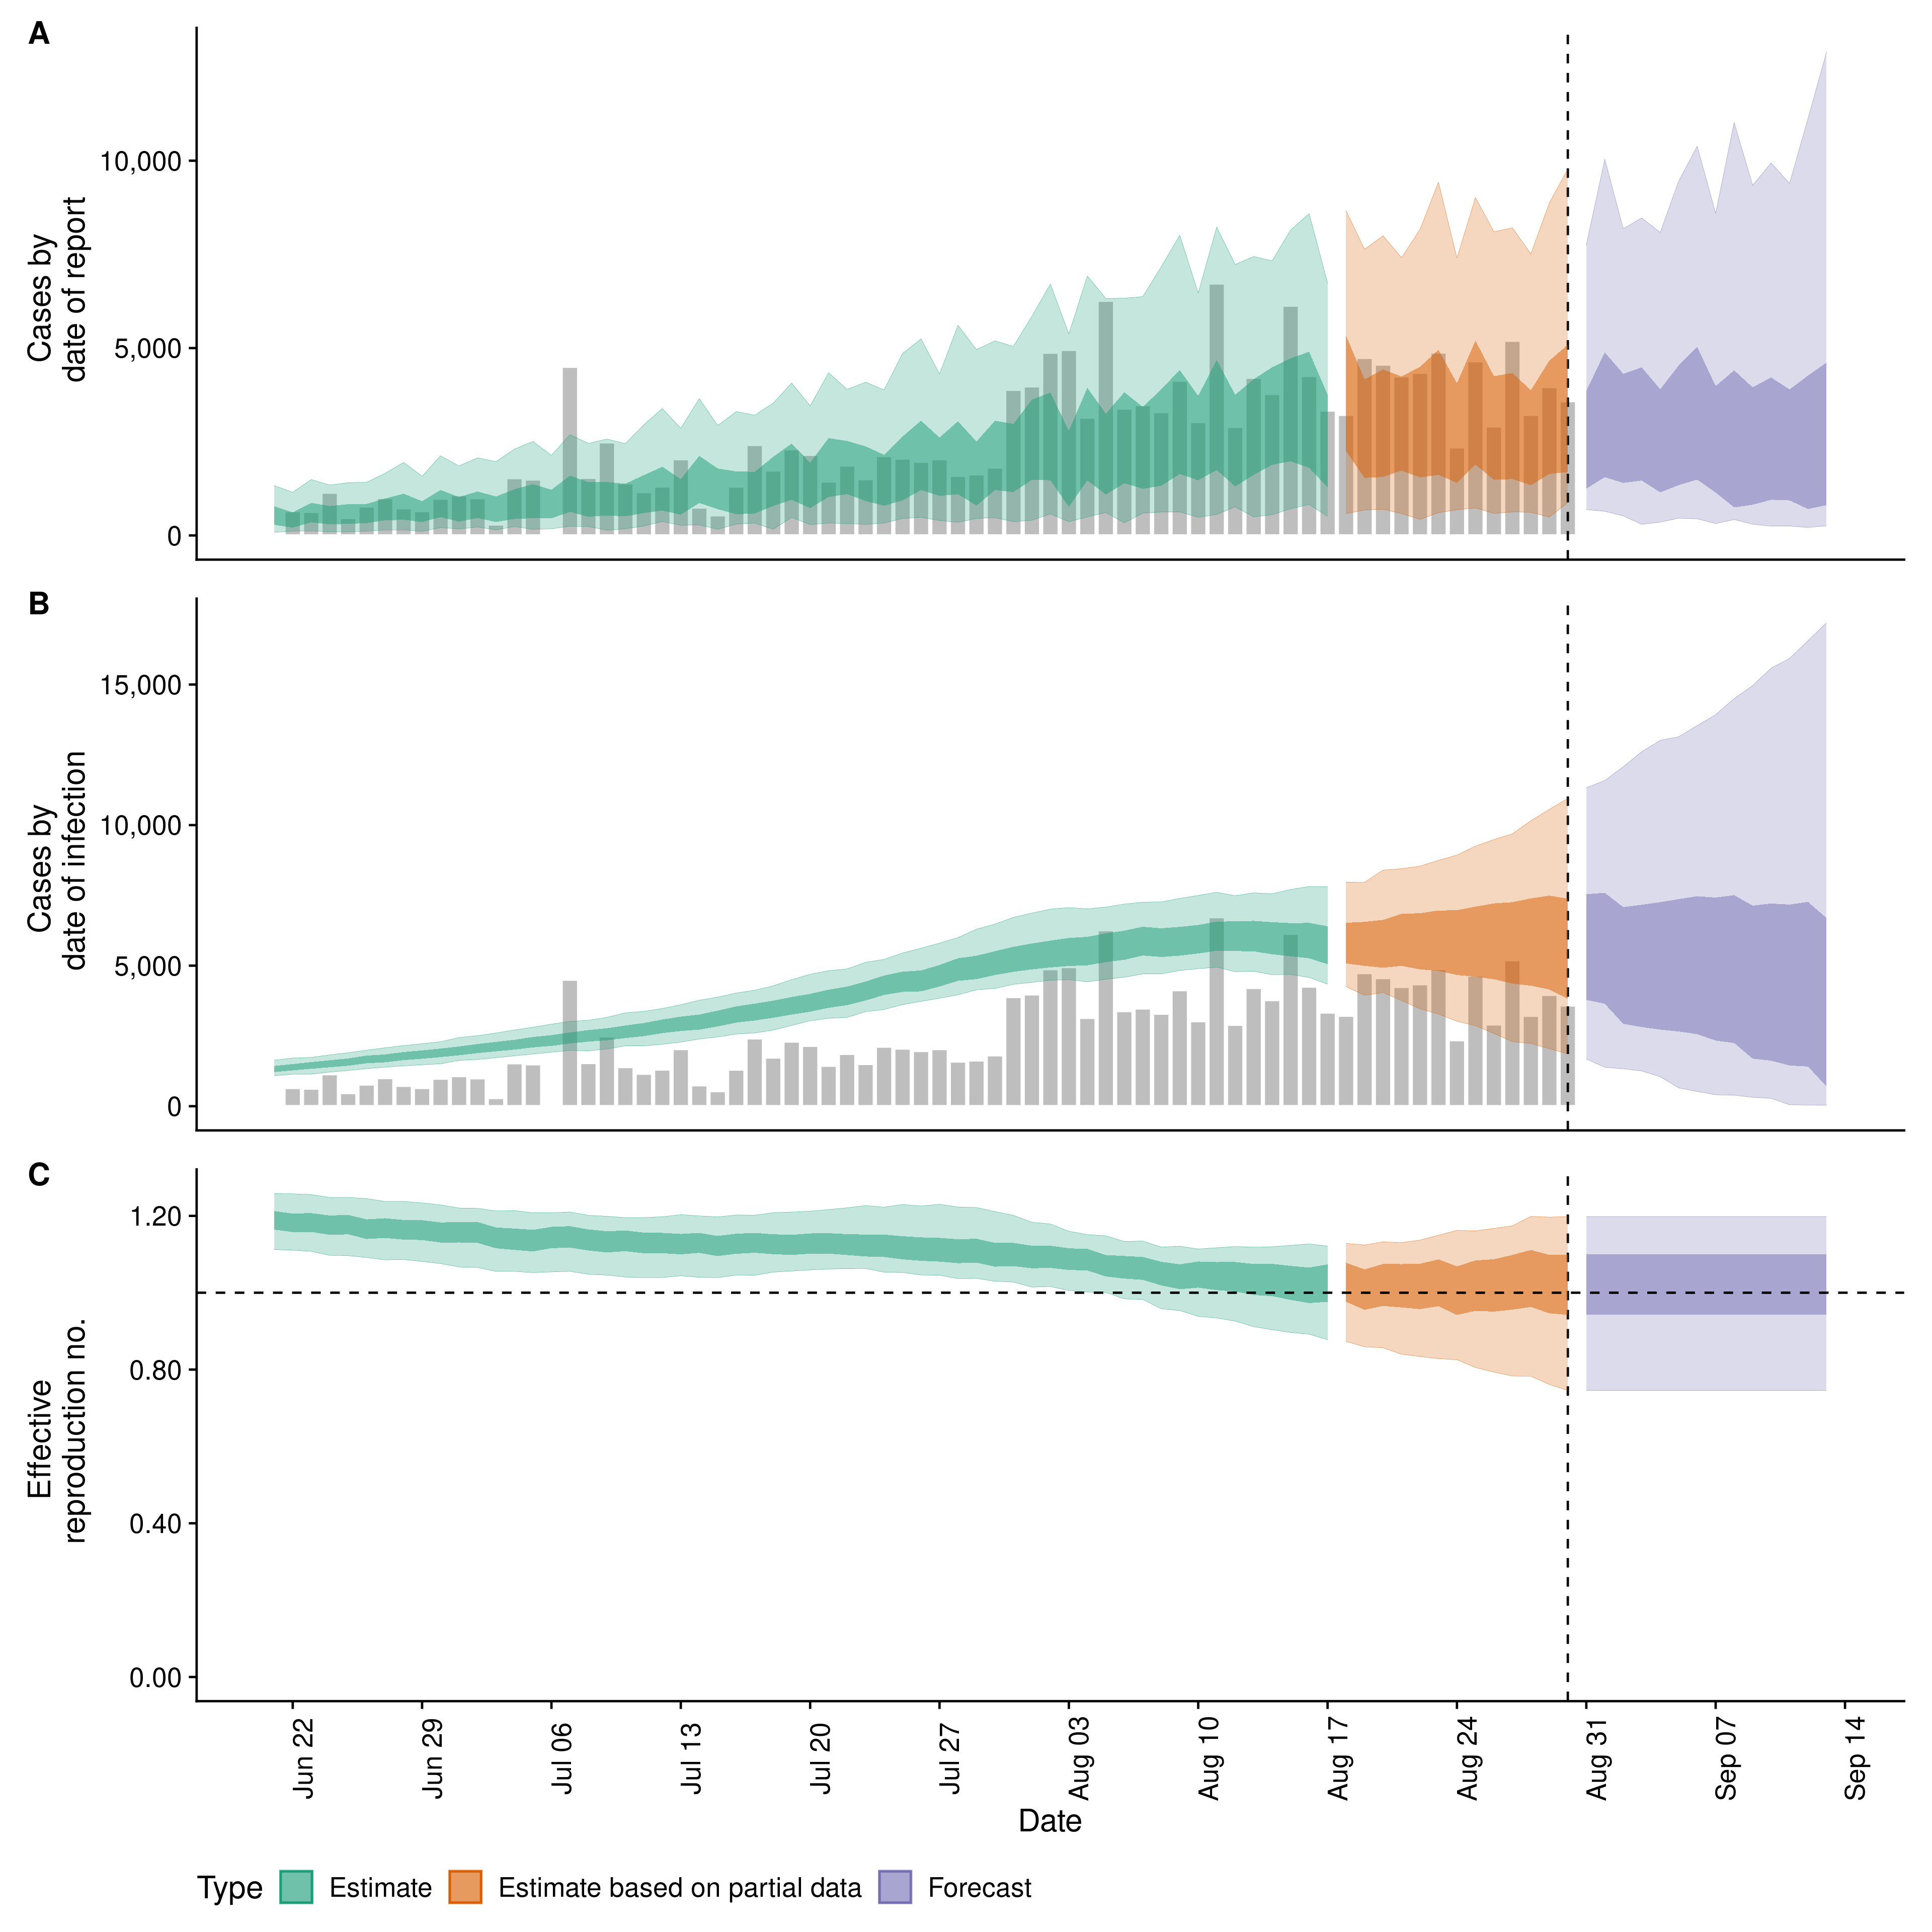 A
Cases by
date of report
10,000
5,000
0
B
Cases by
date of infection
15,000
10,000
5,000
0
C
Effective
reproduction no.
1.20
0.80
0.40
0.00
Jun 22
Jun 29
Jul 06
Jul 13
Jul 20
Jul 27
Aug 03
Aug 10
Aug 17
Aug 24
Aug 31
Sep 07
Sep 14
Date
Type Estimate Estimate based on partial data Forecast